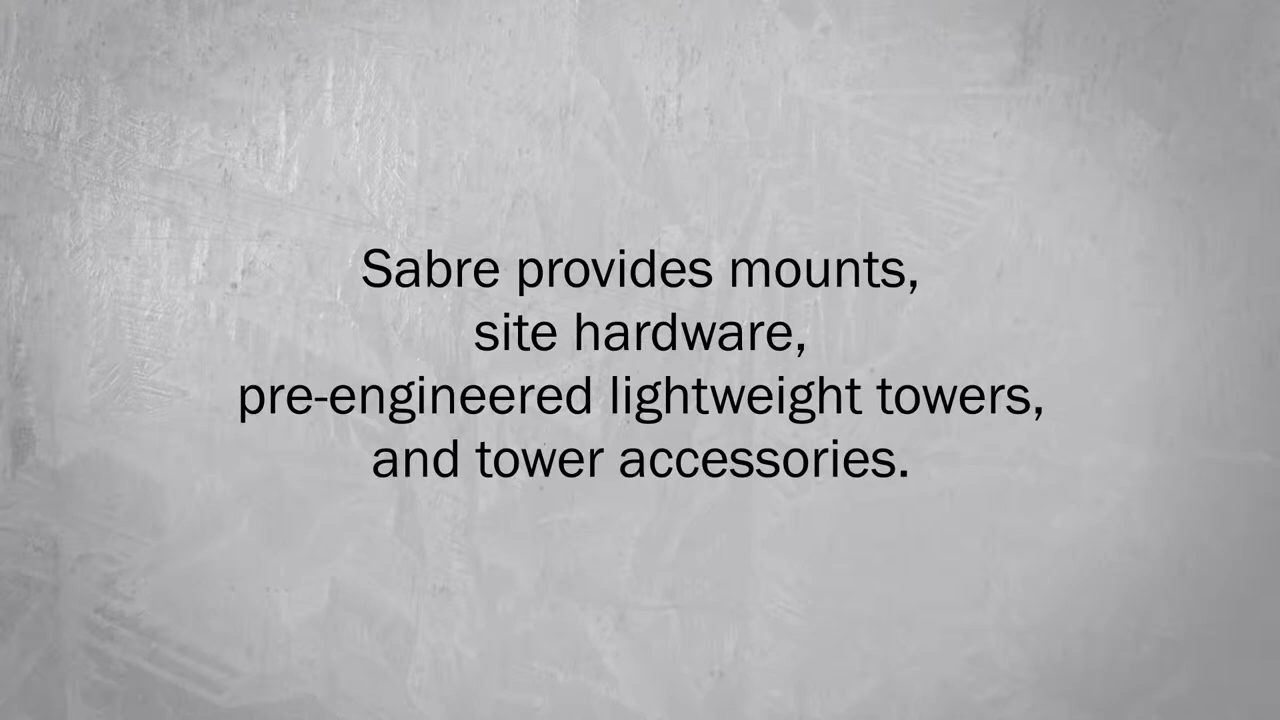 Sabre provides mounts,
site hardware,
pre-engineered lightweight towers,
and tower accessories.